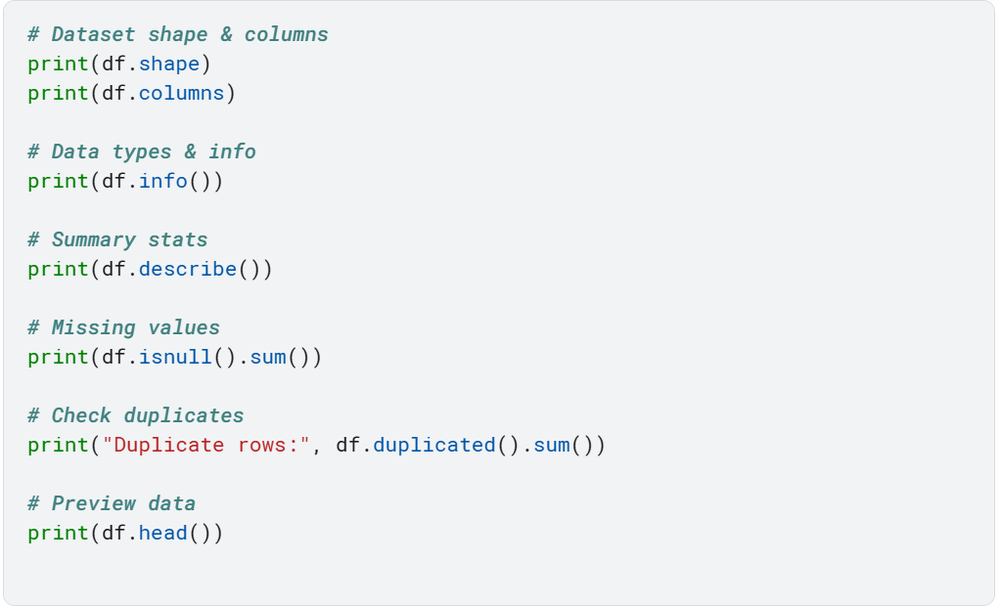 # Dataset shape & columns
print(df.shape)
print(df.columns)
# Data types & info
print(df.info())
# Summary stats
print(df.describe())
# Missing values
print(df.isnull().sum())
# Check duplicates
print("Duplicate rows:", df.duplicated().sum())
# Preview data
print(df.head())